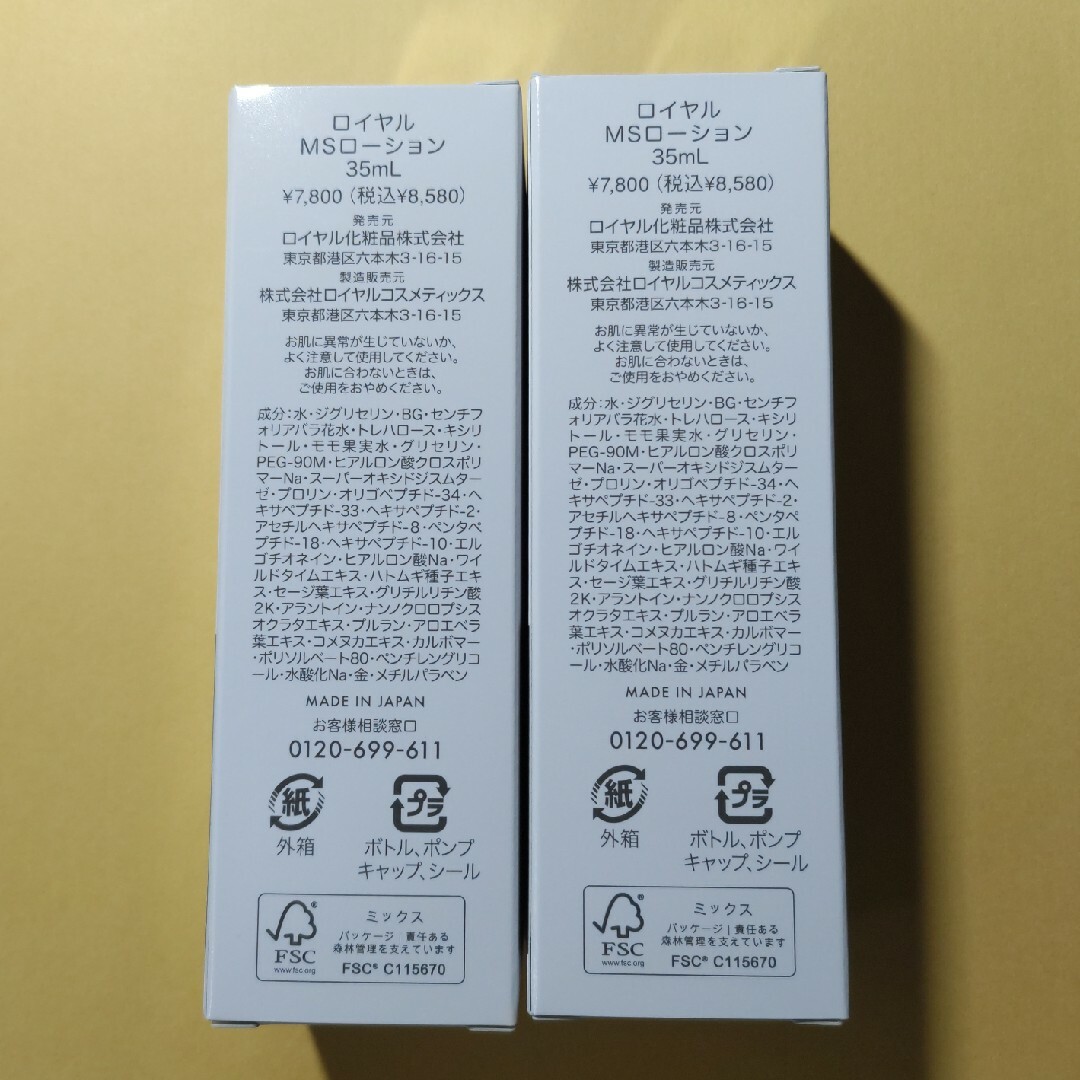 ロイヤル
MSローション
35mL
¥7,800（税込¥8,580）
発売元
ロイヤル化粧品株式会社
東京都港区六本木3-16-15
製造販売元
株式会社ロイヤルコスメティックス
東京都港区六本木3-16-15
お肌に異常が生じていないか、
よく注意して使用してください。
お肌に合わないときは、
ご使用をおやめください。
成分：水・ジグリセリン・BG・センチフ
ォリアバラ花水・トレハロース・キシリ
トール・モモ果実水・グリセリン・
PEG-90M・ヒアルロン酸クロスポリ
マーNa・スーパーオキシドジスムター
ゼ・プロリン・オリゴペプチド-34・ヘ
キサペプチド-33・ヘキサペプチド-2・
アセチルヘキサペプチド-8・ペンタペ
プチド-18・ヘキサペプチド-10・エル
ゴチオネイン・ヒアルロン酸Na・ワイ
ルドタイムエキス・ハトムギ種子エキ
ス・セージ葉エキス・グリチルリチン酸
2K・アラントイン・ナンノクロロプシス
オクラタエキス・プルラン・アロエベラ
葉エキス・コメヌカエキス・カルボマー
・ポリソルベート80・ペンチレングリコ
ール・水酸化Na・金・メチルパラベン
MADE IN JAPAN
お客様相談窓口
0120-699-611
紙
外箱
プラ
ボトル、ポンプ
キャップ、シール
FSC®
www.fsc.org
ミックス
パッケージ｜責任ある
森林管理を支えています
FSC® C115670
ロイヤル
MSローション
35mL
¥7,800（税込¥8,580）
発売元
ロイヤル化粧品株式会社
東京都港区六本木3-16-15
製造販売元
株式会社ロイヤルコスメティックス
東京都港区六本木3-16-15
お肌に異常が生じていないか、
よく注意して使用してください。
お肌に合わないときは、
ご使用をおやめください。
成分：水・ジグリセリン・BG・センチフ
ォリアバラ花水・トレハロース・キシリ
トール・モモ果実水・グリセリン・
PEG-90M・ヒアルロン酸クロスポリ
マーNa・スーパーオキシドジスムター
ゼ・プロリン・オリゴペプチド-34・ヘ
キサペプチド-33・ヘキサペプチド-2・
アセチルヘキサペプチド-8・ペンタペ
プチド-18・ヘキサペプチド-10・エル
ゴチオネイン・ヒアルロン酸Na・ワイ
ルドタイムエキス・ハトムギ種子エキ
ス・セージ葉エキス・グリチルリチン酸
2K・アラントイン・ナンノクロロプシス
オクラタエキス・プルラン・アロエベラ
葉エキス・コメヌカエキス・カルボマー
・ポリソルベート80・ペンチレングリコ
ール・水酸化Na・金・メチルパラベン
MADE IN JAPAN
お客様相談窓口
0120-699-611
紙
外箱
プラ
ボトル、ポンプ
キャップ、シール
FSC®
www.fsc.org
ミックス
パッケージ｜責任ある
森林管理を支えています
FSC® C115670